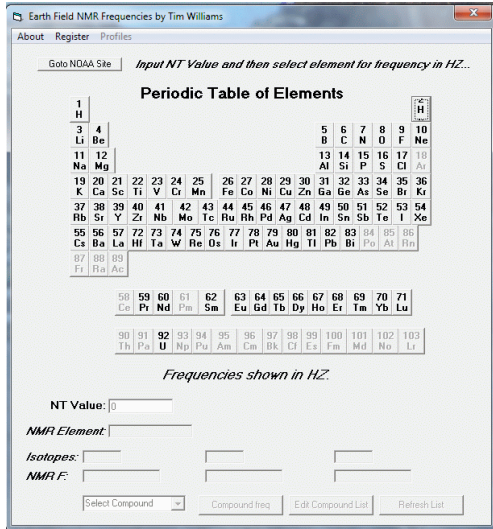 Earth Field NMR Frequencies by Tim Williams
About Register Profiles
Goto NOAA Site Input NT Value and then select element for frequency in HZ...
Periodic Table of Elements
1 2
H H
3 4 5 6 7 8 9 10
Li Be B C N O F Ne
11 12 13 14 15 16 17 18
Na Mg Al Si P S Cl Ar
19 20 21 22 23 24 25 26 27 28 29 30 31 32 33 34 35 36
K Ca Sc Ti V Cr Mn Fe Co Ni Cu Zn Ga Ge As Se Br Kr
37 38 39 40 41 42 43 44 45 46 47 48 49 50 51 52 53 54
Rb Sr Y Zr Nb Mo Tc Ru Rh Pd Ag Cd In Sn Sb Te I Xe
55 56 57 72 73 74 75 76 77 78 79 80 81 82 83 84 85 86
Cs Ba La Hf Ta W Re Os Ir Pt Au Hg Tl Pb Bi Po At Rn
87 88 89
Fr Ra Ac
58 59 60 61 62 63 64 65 66 67 68 69 70 71
Ce Pr Nd Pm Sm Eu Gd Tb Dy Ho Er Tm Yb Lu
90 91 92 93 94 95 96 97 98 99 100 101 102 103
Th Pa U Np Pu Am Cm Bk Cf Es Fm Md No Lr
Frequencies shown in HZ.
NT Value: 0
NMR Element:
Isotopes:
NMR F:
Select Compound Compound freq Edit Compound List Refresh List